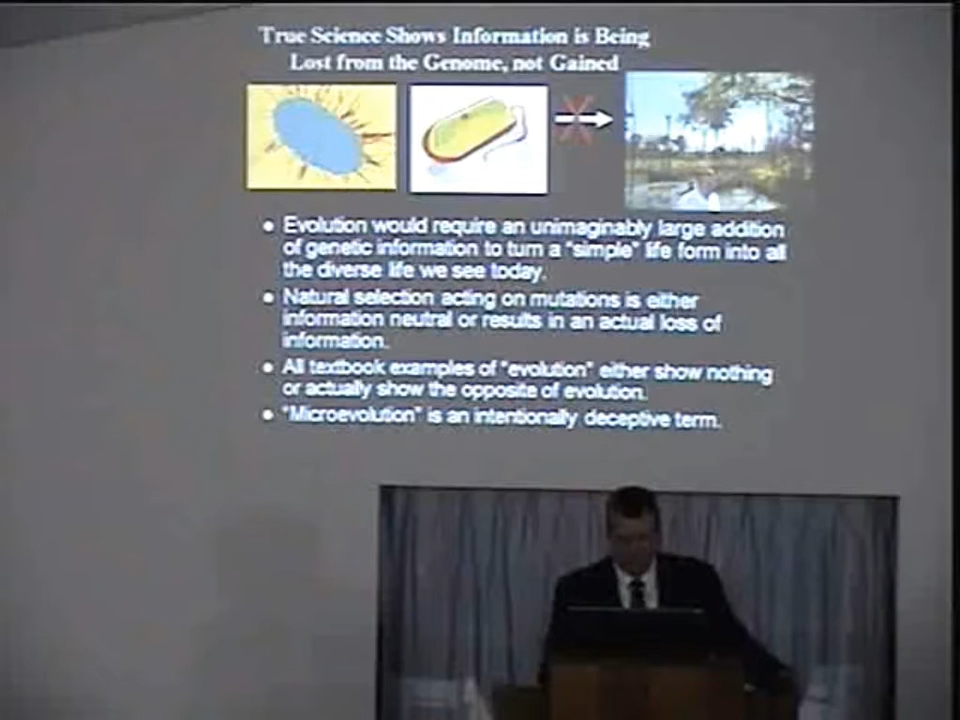 True Science Shows Information is Being
Lost from the Genome, not Gained
• Evolution would require an unimaginably large addition
of genetic information to turn a "simple" life form into all
the diverse life we see today.
• Natural selection acting on mutations is either
information neutral or results in an actual loss of
information.
• All textbook examples of "evolution" either show nothing
or actually show the opposite of evolution.
• "Microevolution" is an intentionally deceptive term.